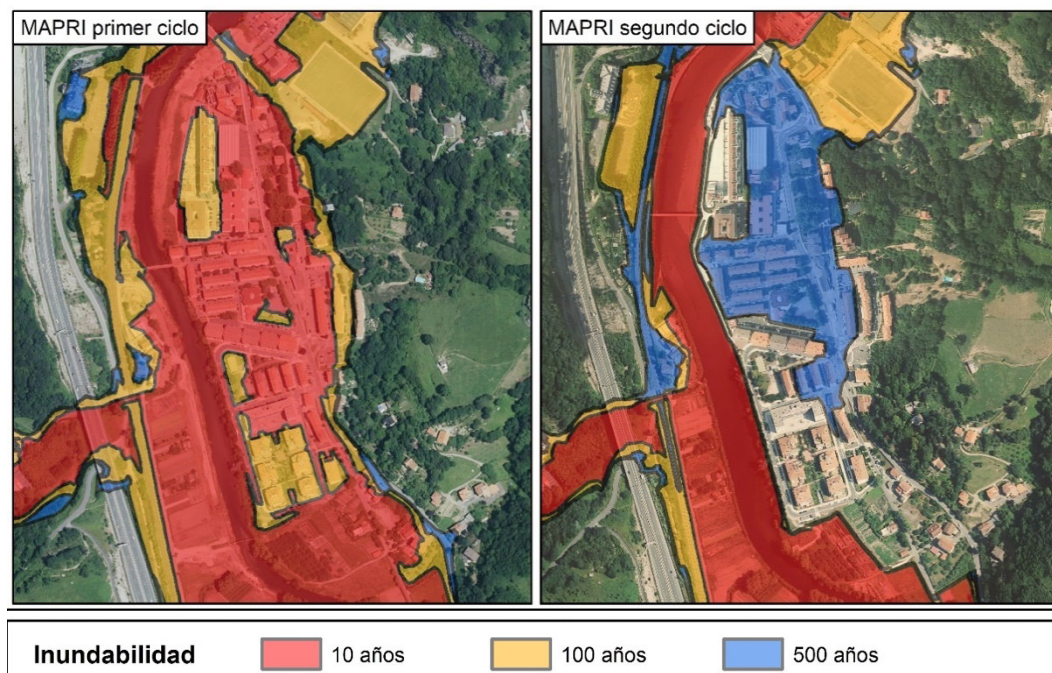 MAPRI primer ciclo
MAPRI segundo ciclo
Inundabilidad
10 años
100 años
500 años